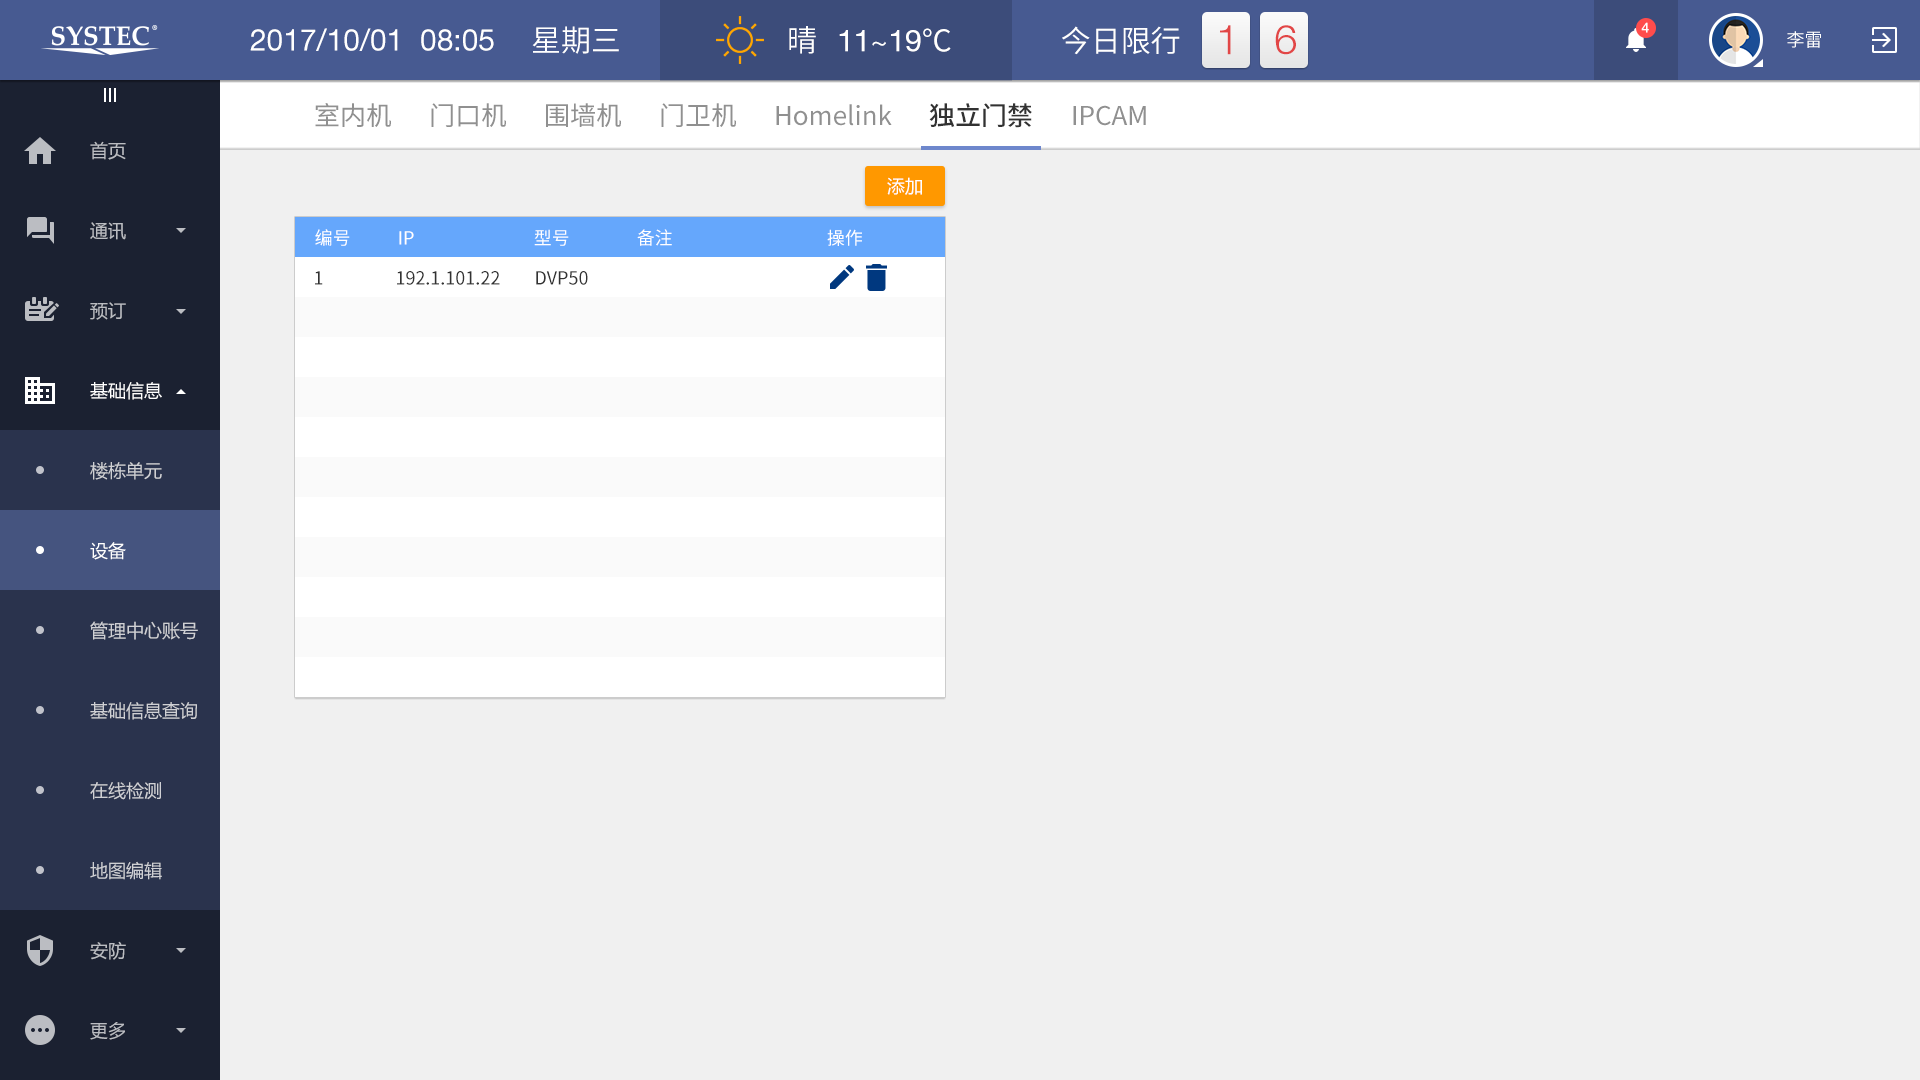 SYSTEC®
2017/10/01 08:05 星期三
晴 11~19℃
今日限行 1 6
4
李雷
首页
通讯
预订
基础信息
楼栋单元
设备
管理中心账号
基础信息查询
在线检测
地图编辑
安防
更多
室内机 门口机 围墙机 门卫机 Homelink 独立门禁 IPCAM
添加
编号 IP 型号 备注 操作
1 192.1.101.22 DVP50